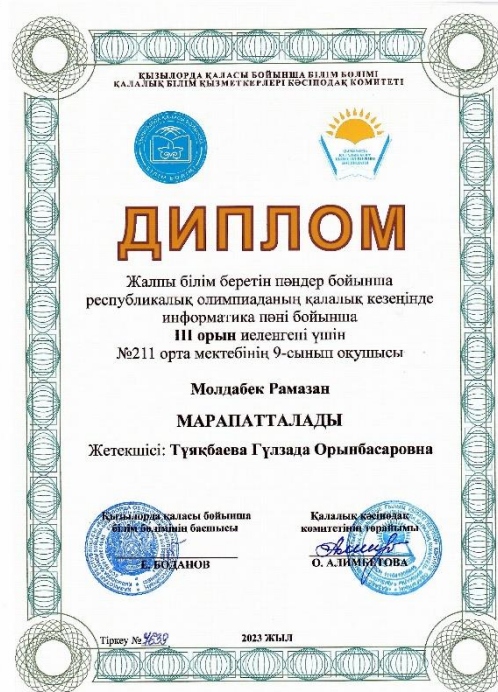 ҚЫЗЫЛОРДА ҚАЛАСЫ БОЙЫНША БІЛІМ БӨЛІМІ
ҚАЛАЛЫҚ БІЛІМ ҚЫЗМЕТКЕРЛЕРІ КӘСІПОДАҚ КОМИТЕТІ
ДИПЛОМ
Жалпы білім беретін пәндер бойынша
республикалық олимпиаданың қалалық кезеңінде
информатика пәні бойынша
III орын иеленгені үшін
№211 орта мектебінің 9-сынып оқушысы
Молдабек Рамазан
МАРАПАТТАЛАДЫ
Жетекшісі: Тұяқбаева Гүлзада Орынбасаровна
Қызылорда қаласы бойынша
білім бөлімінің басшысы
Е. БОДАНОВ
Қалалық кәсіподақ
комитетінің төрайымы
О. АЛИМБЕТОВА
Тіркеу №
2023 ЖЫЛ